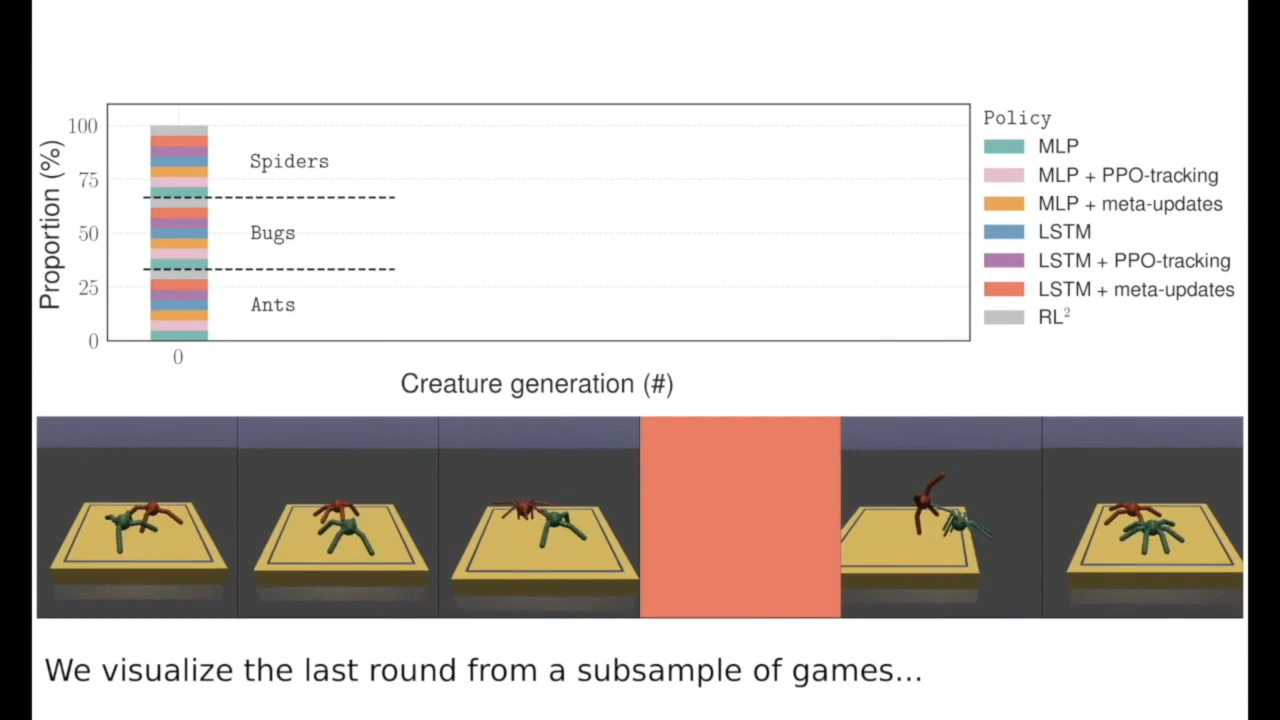 Proportion (%)
100
75
50
25
0
Spiders
Bugs
Ants
0
Creature generation (#)
Policy
MLP
MLP + PPO-tracking
MLP + meta-updates
LSTM
LSTM + PPO-tracking
LSTM + meta-updates
RL²
We visualize the last round from a subsample of games...